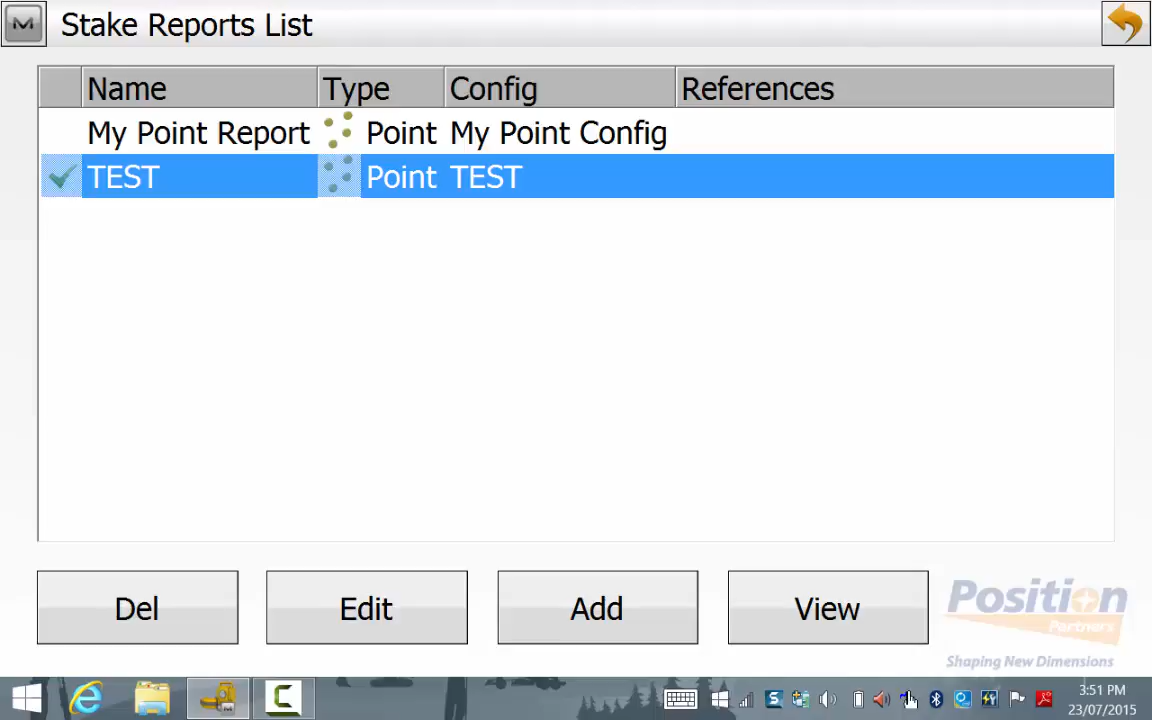 Stake Reports List
Name Type Config References
My Point Report Point My Point Config
TEST Point TEST
Del Edit Add View
Position
Partners
Shaping New Dimensions
3:51 PM
23/07/2015